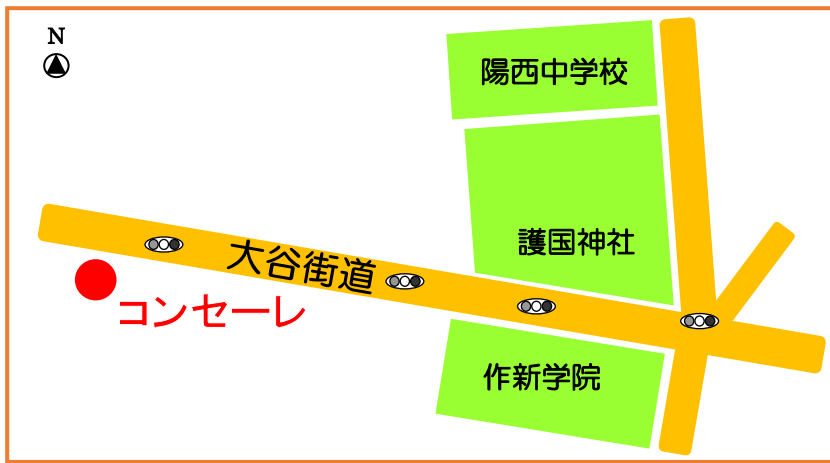 N
陽西中学校
護国神社
大谷街道
コンセーレ
作新学院